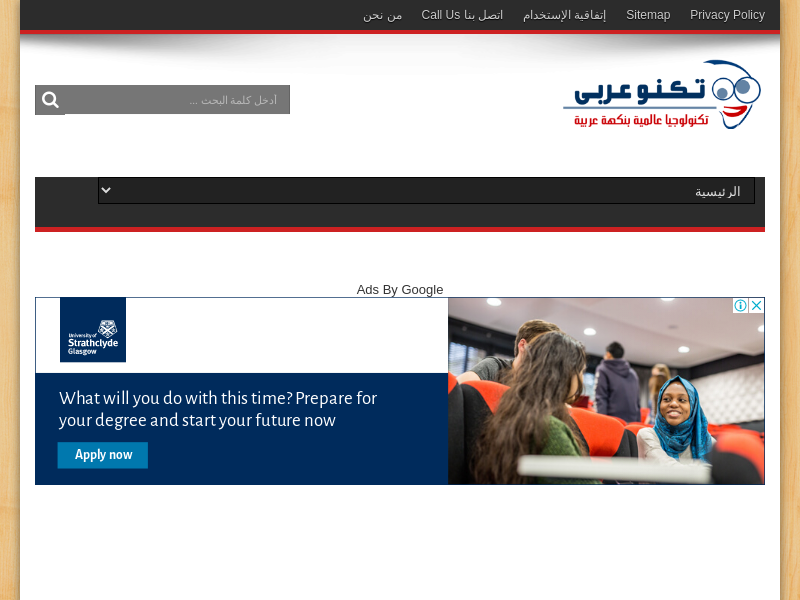 من نحن
اتصل بنا Call Us
إتفاقية الإستخدام
Sitemap
Privacy Policy
تكنو عربي
تكنولوجيا عالمية بنكهة عربية
أدخل كلمة البحث ...
الرئيسية
Ads By Google
University of
Strathclyde
Glasgow
What will you do with this time? Prepare for
your degree and start your future now
Apply now